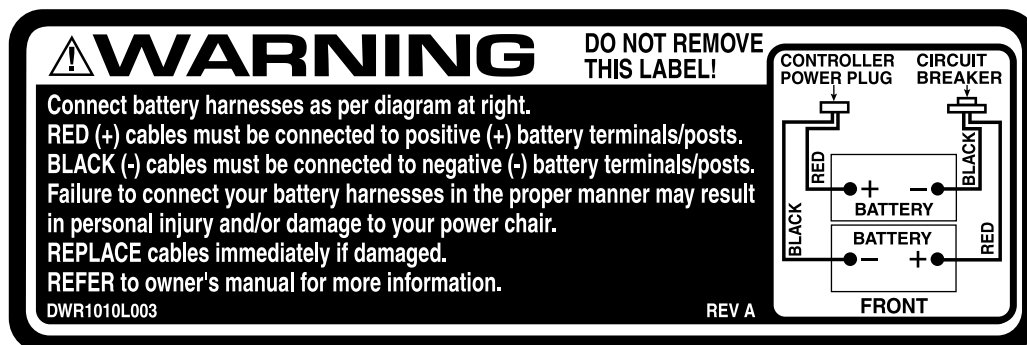 WARNING
DO NOT REMOVE
THIS LABEL!
Connect battery harnesses as per diagram at right.
RED (+) cables must be connected to positive (+) battery terminals/posts.
BLACK (-) cables must be connected to negative (-) battery terminals/posts.
Failure to connect your battery harnesses in the proper manner may result
in personal injury and/or damage to your power chair.
REPLACE cables immediately if damaged.
REFER to owner's manual for more information.
DWR1010L003
REV A
CONTROLLER
POWER PLUG
CIRCUIT
BREAKER
RED
BLACK
+ -
BATTERY
BLACK
RED
BATTERY
- +
FRONT